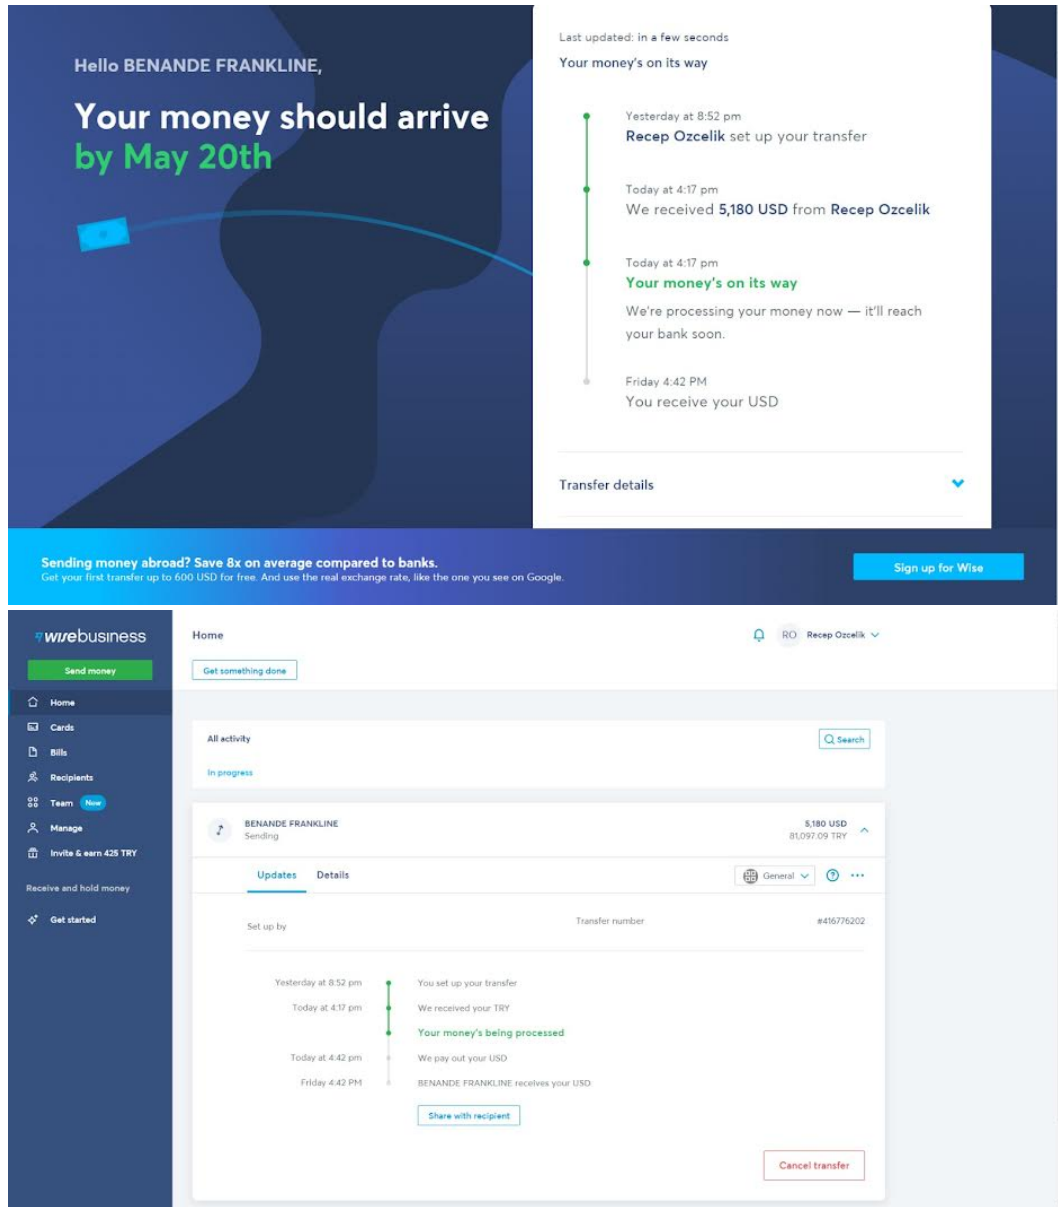 Hello BENANDE FRANKLINE,
Your money should arrive
by May 20th
Last updated: in a few seconds
Your money's on its way
Yesterday at 8:52 pm
Recep Ozcelik set up your transfer
Today at 4:17 pm
We received 5,180 USD from Recep Ozcelik
Today at 4:17 pm
Your money's on its way
We're processing your money now — it'll reach
your bank soon.
Friday 4:42 PM
You receive your USD
Transfer details
Sending money abroad? Save 8x on average compared to banks.
Get your first transfer up to 600 USD for free. And use the real exchange rate, like the one you see on Google.
Sign up for Wise
wisebusiness
Home
RO Recep Ozcelik
Send money
Get something done
Home
Cards
Bills
Recipients
Team New
Manage
Invite & earn 425 TRY
Receive and hold money
Get started
All activity
Search
In progress
BENANDE FRANKLINE
5,180 USD
Sending
81,097.09 TRY
Updates Details
General
Set up by
Transfer number
#416776202
Yesterday at 8:52 pm You set up your transfer
Today at 4:17 pm We received your TRY
Your money's being processed
Today at 4:42 pm We pay out your USD
Friday 4:42 PM BENANDE FRANKLINE receives your USD
Share with recipient
Cancel transfer